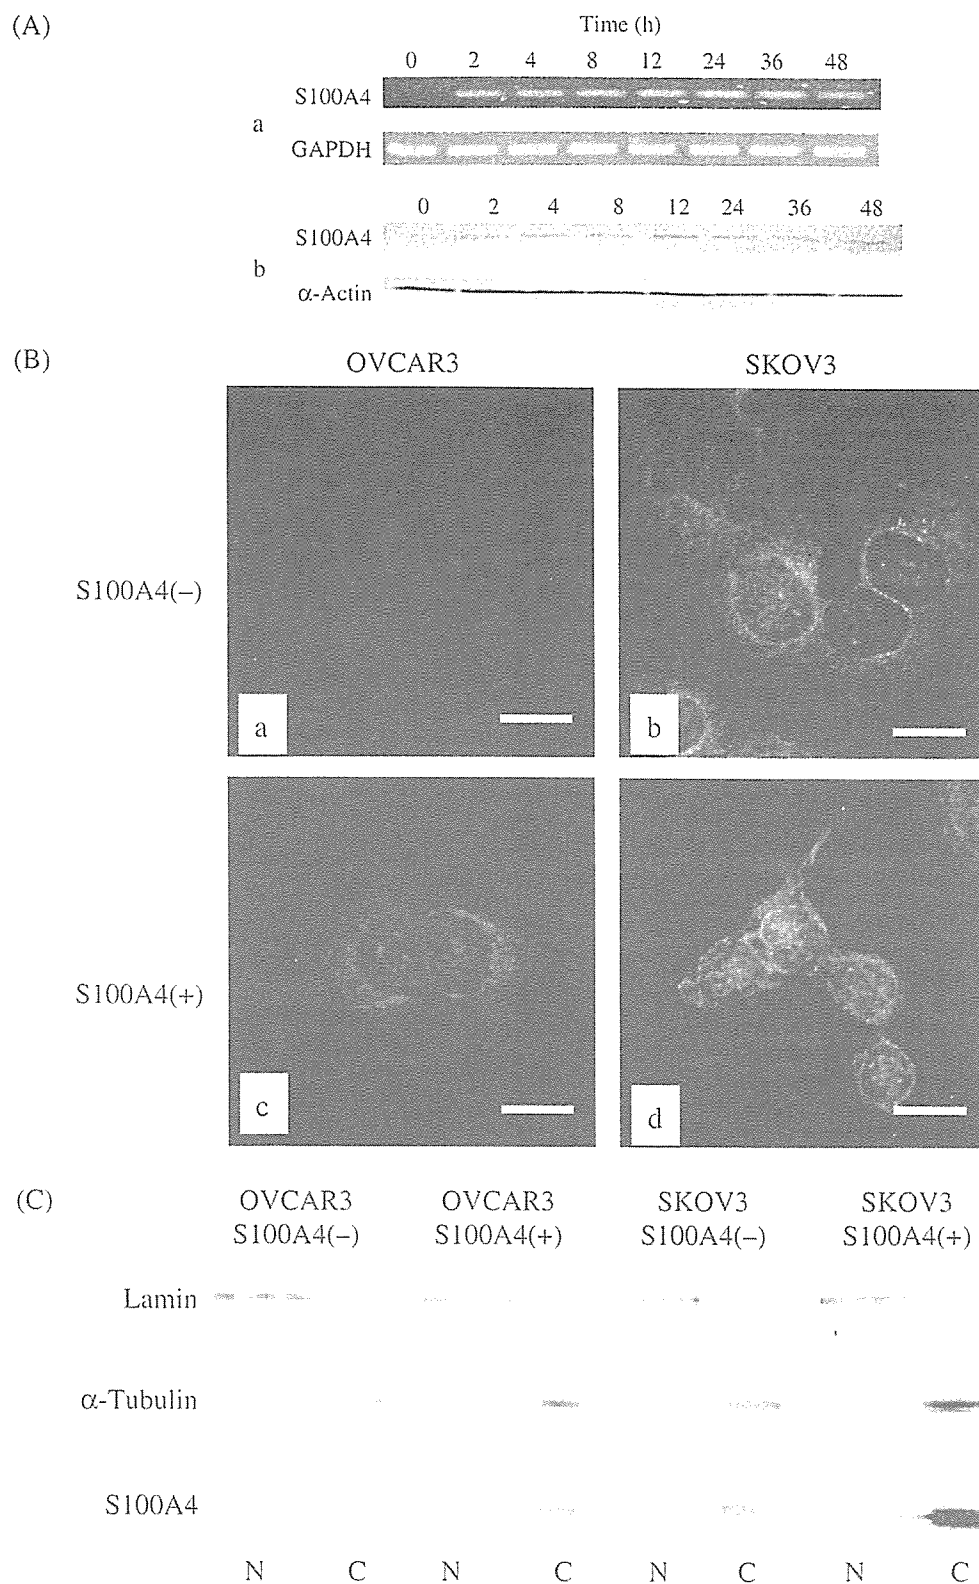 (A)
Time (h)
0 2 4 8 12 24 36 48
S100A4
a
GAPDH
0 2 4 8 12 24 36 48
S100A4
b
α-Actin
(B)
OVCAR3 SKOV3
S100A4(–)
a b
S100A4(+)
c d
(C)
OVCAR3 OVCAR3 SKOV3 SKOV3
S100A4(–) S100A4(+) S100A4(–) S100A4(+)
Lamin
α-Tubulin
S100A4
N C N C N C N C